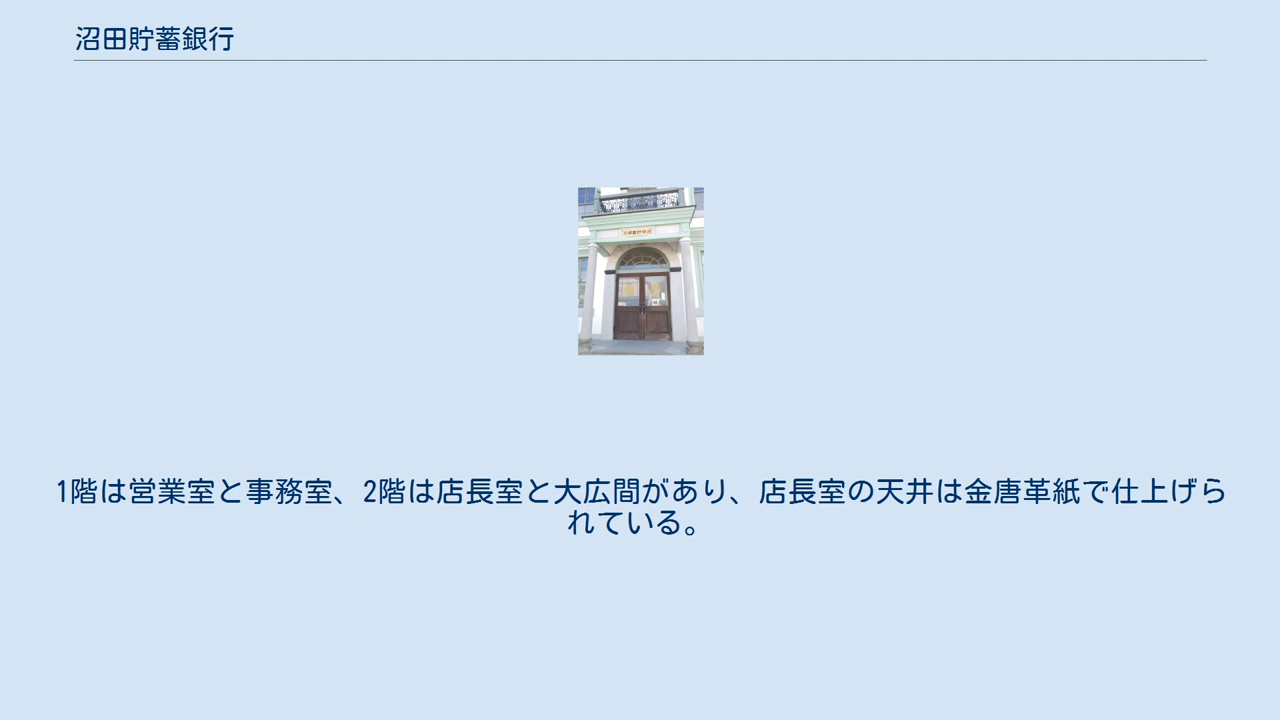 沼田貯蓄銀行
1階は営業室と事務室、2階は店長室と大広間があり、店長室の天井は金唐革紙で仕上げら
れている。